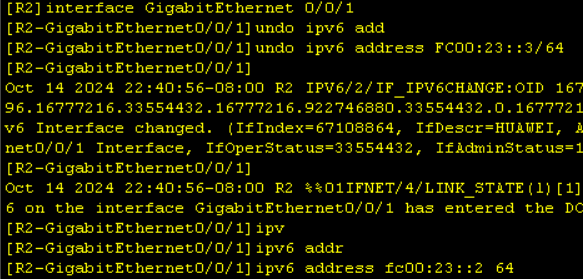 [R2]interface GigabitEthernet 0/0/1
[R2-GigabitEthernet0/0/1]undo ipv6 add
[R2-GigabitEthernet0/0/1]undo ipv6 address FC00:23::3/64
[R2-GigabitEthernet0/0/1]
Oct 14 2024 22:40:56-08:00 R2 IPV6/2/IF_IPV6CHANGE:OID 167
96.16777216.33554432.16777216.922746880.33554432.0.1677721
v6 Interface changed. (IfIndex=67108864, IfDescr=HUAWEI, A
net0/0/1 Interface, IfOperStatus=33554432, IfAdminStatus=1
[R2-GigabitEthernet0/0/1]
Oct 14 2024 22:40:56-08:00 R2 %%01IFNET/4/LINK_STATE(l)[1]
6 on the interface GigabitEthernet0/0/1 has entered the DO
[R2-GigabitEthernet0/0/1]ipv
[R2-GigabitEthernet0/0/1]ipv6 addr
[R2-GigabitEthernet0/0/1]ipv6 address fc00:23::2 64